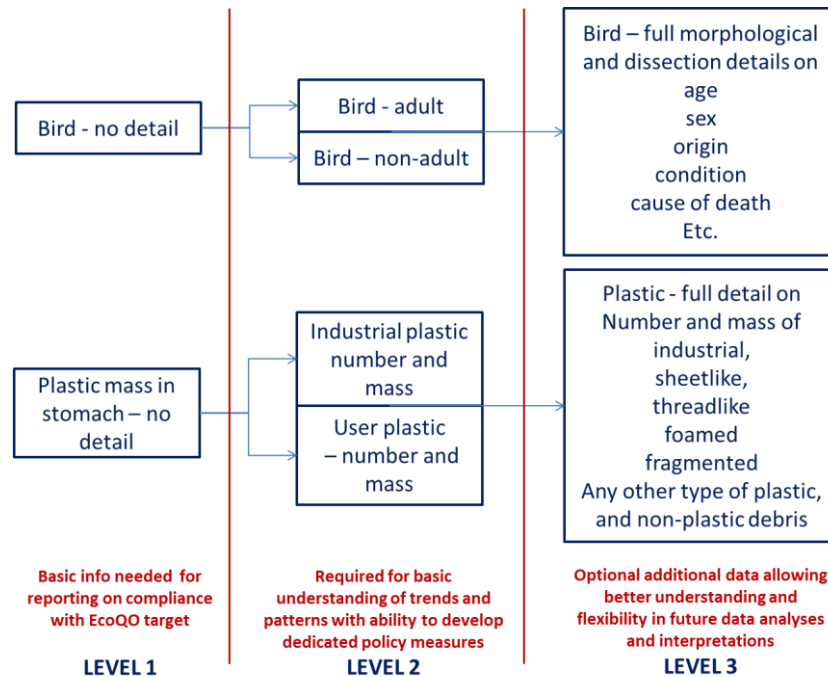 Bird - no detail
Bird - adult
Bird – non-adult
Bird – full morphological
and dissection details on
age
sex
origin
condition
cause of death
Etc.
Plastic mass in
stomach – no
detail
Industrial plastic
number and
mass
User plastic
– number and
mass
Plastic - full detail on
Number and mass of
industrial,
sheetlike,
threadlike
foamed
fragmented
Any other type of plastic,
and non-plastic debris
Basic info needed for
reporting on compliance
with EcoQO target
LEVEL 1
Required for basic
understanding of trends and
patterns with ability to develop
dedicated policy measures
LEVEL 2
Optional additional data allowing
better understanding and
flexibility in future data analyses
and interpretations
LEVEL 3